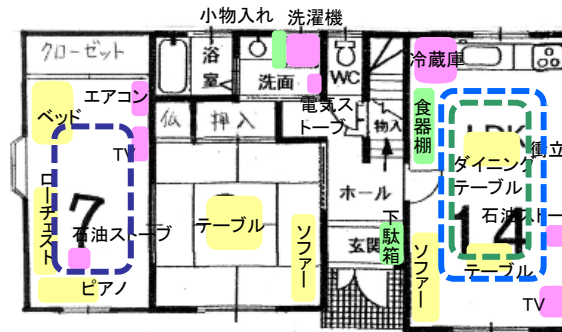 小物入れ
洗濯機
クローゼット
浴室
洗面
WC
冷蔵庫
エアコン
ベッド
仏
押入
電気ストーブ
物入
食器棚
LDK
衝立
TV
ダイニングテーブル
ローチェスト
7
石油ストーブ
テーブル
ソファー
ホール
下駄箱
玄関
14
石油ストー
ソファー
テーブル
ピアノ
TV